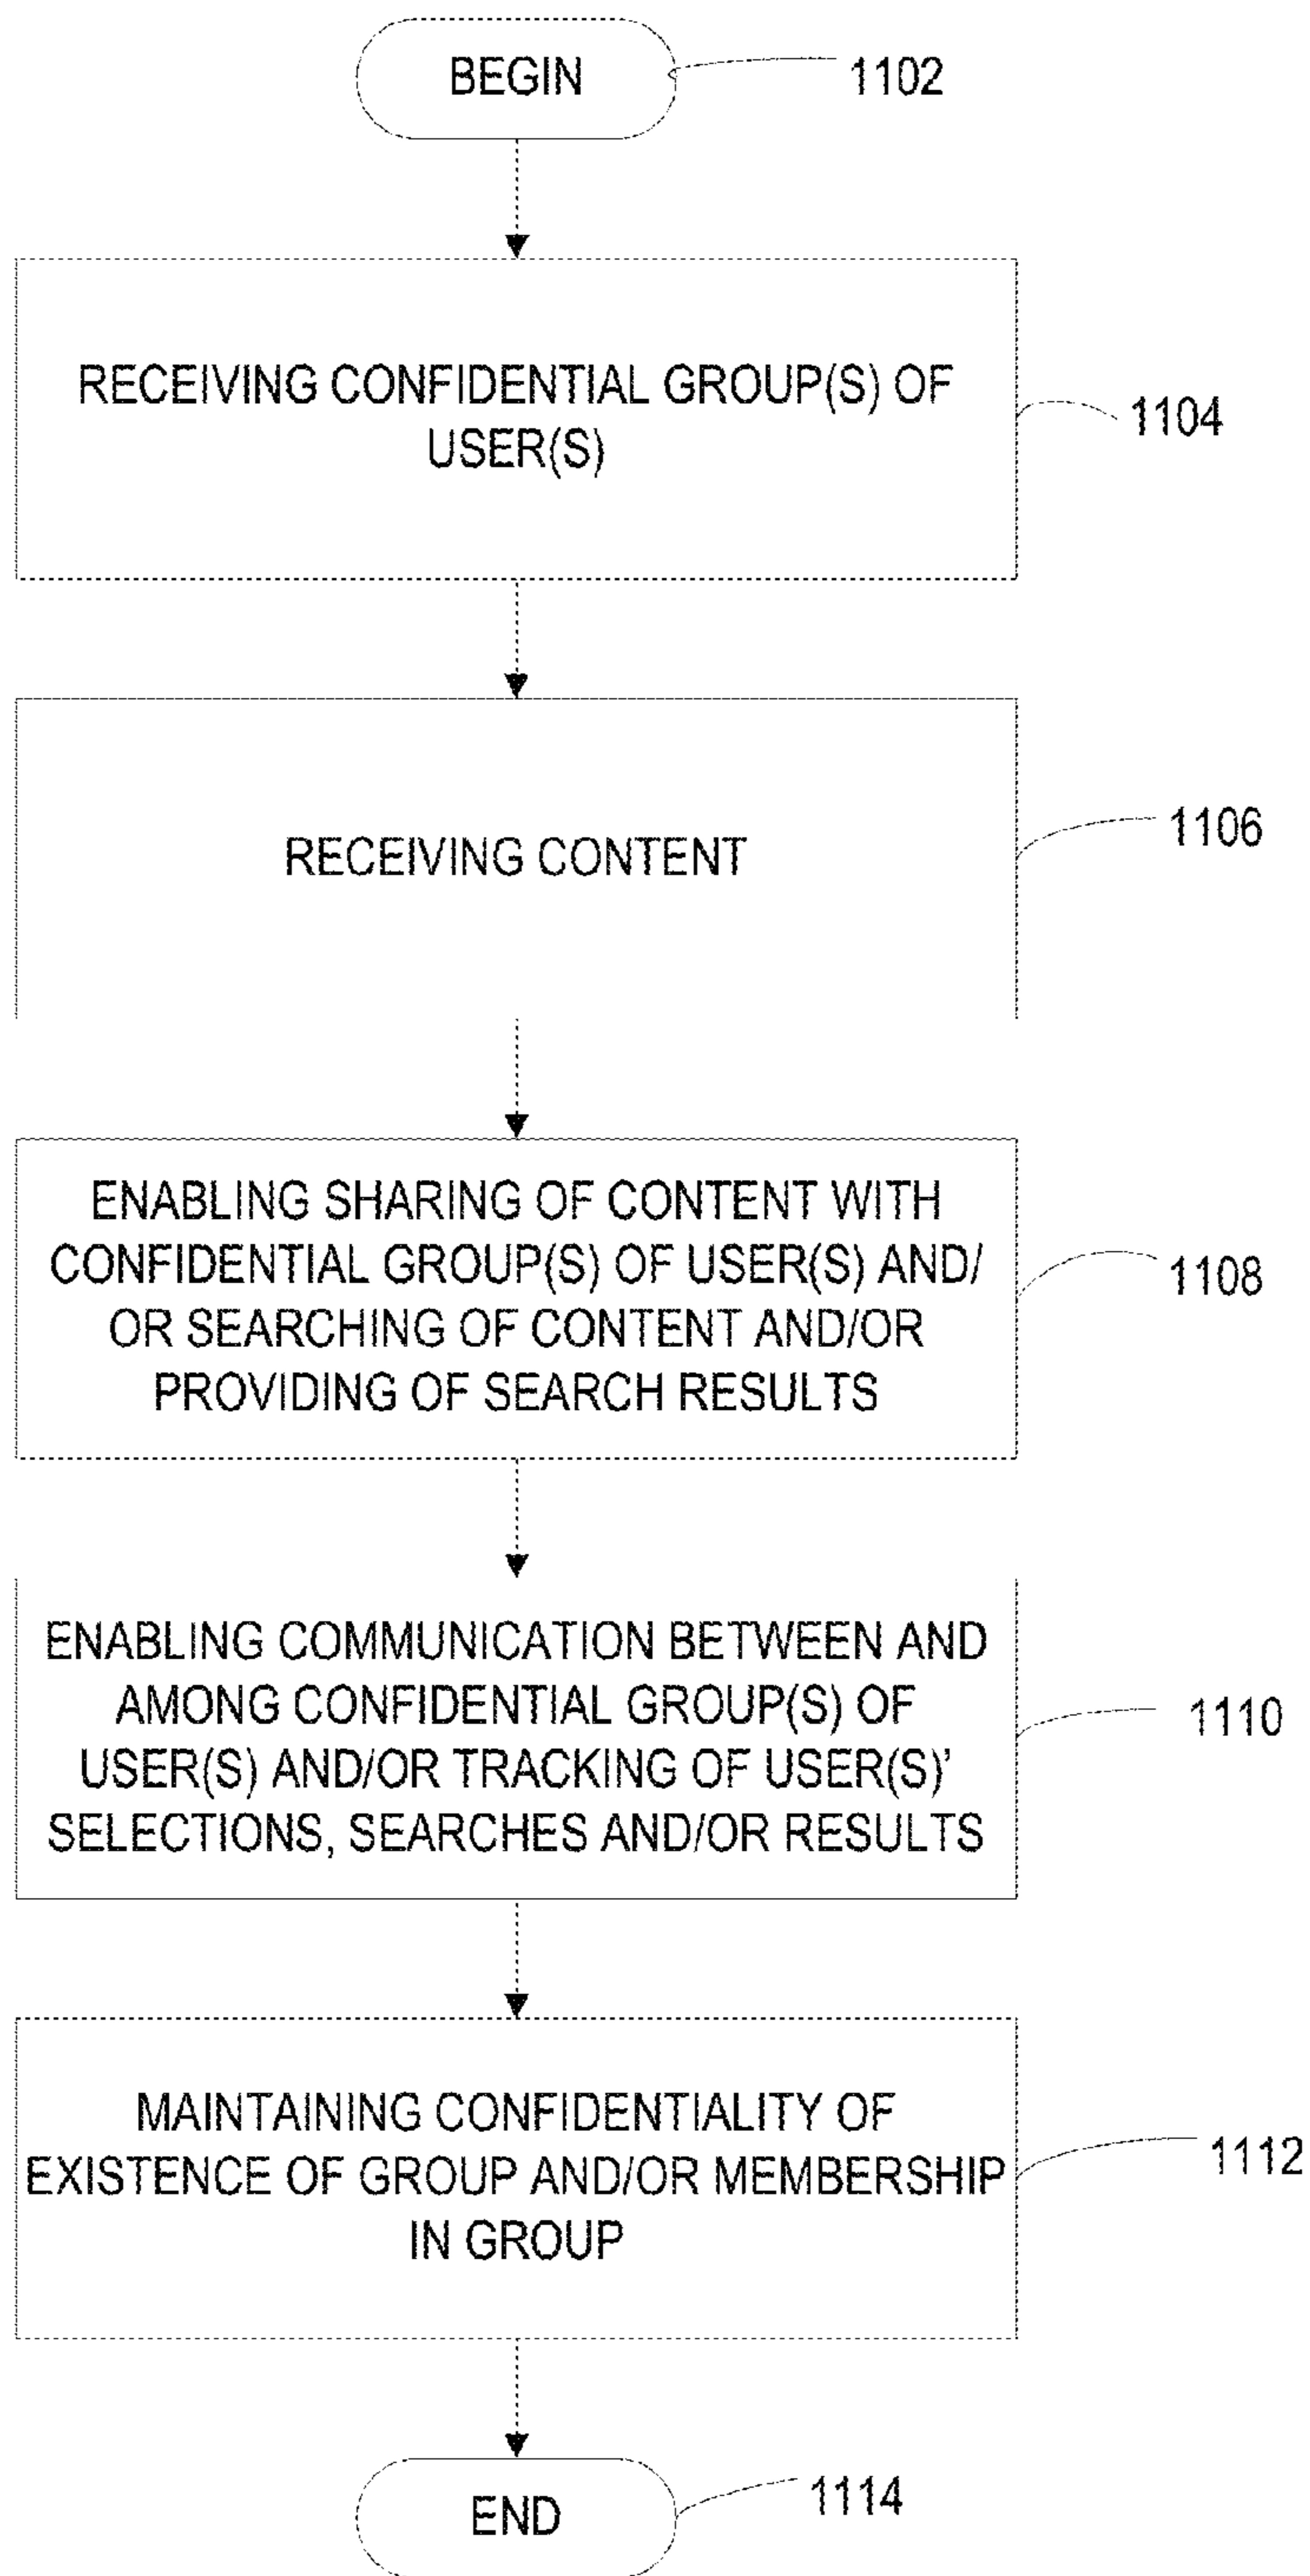 BEGIN
1102
RECEIVING CONFIDENTIAL GROUP(S) OF
USER(S)
1104
RECEIVING CONTENT
1106
ENABLING SHARING OF CONTENT WITH
CONFIDENTIAL GROUP(S) OF USER(S) AND/
OR SEARCHING OF CONTENT AND/OR
PROVIDING OF SEARCH RESULTS
1108
ENABLING COMMUNICATION BETWEEN AND
AMONG CONFIDENTIAL GROUP(S) OF
USER(S) AND/OR TRACKING OF USER(S)’
SELECTIONS, SEARCHES AND/OR RESULTS
1110
MAINTAINING CONFIDENTIALITY OF
EXISTENCE OF GROUP AND/OR MEMBERSHIP
IN GROUP
1112
END
1114